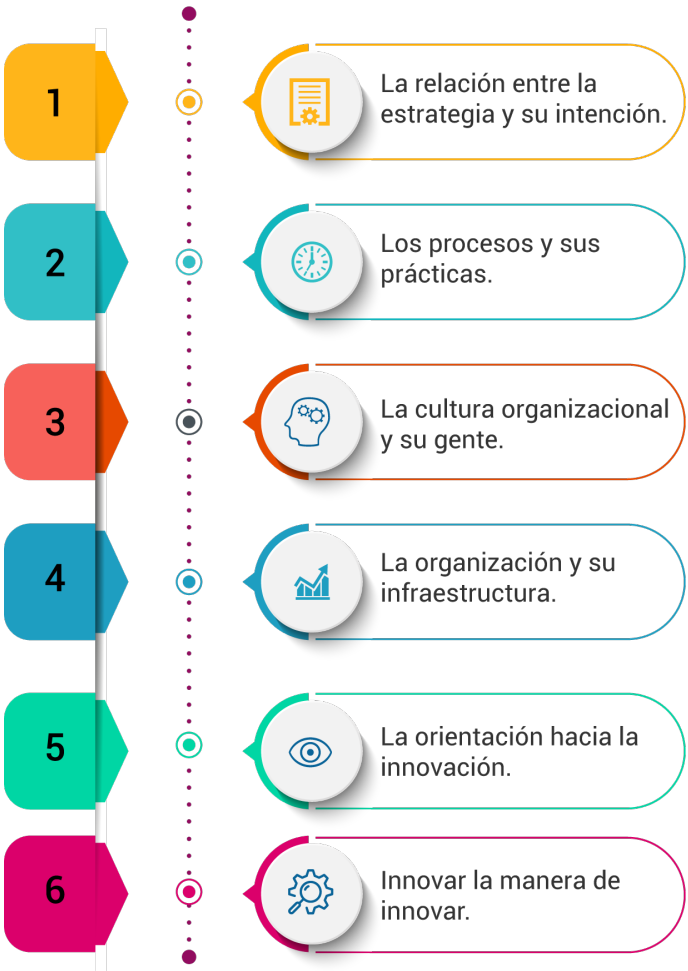 1
La relación entre la
estrategia y su intención.
2
Los procesos y sus
prácticas.
3
La cultura organizacional
y su gente.
4
La organización y su
infraestructura.
5
La orientación hacia la
innovación.
6
Innovar la manera de
innovar.